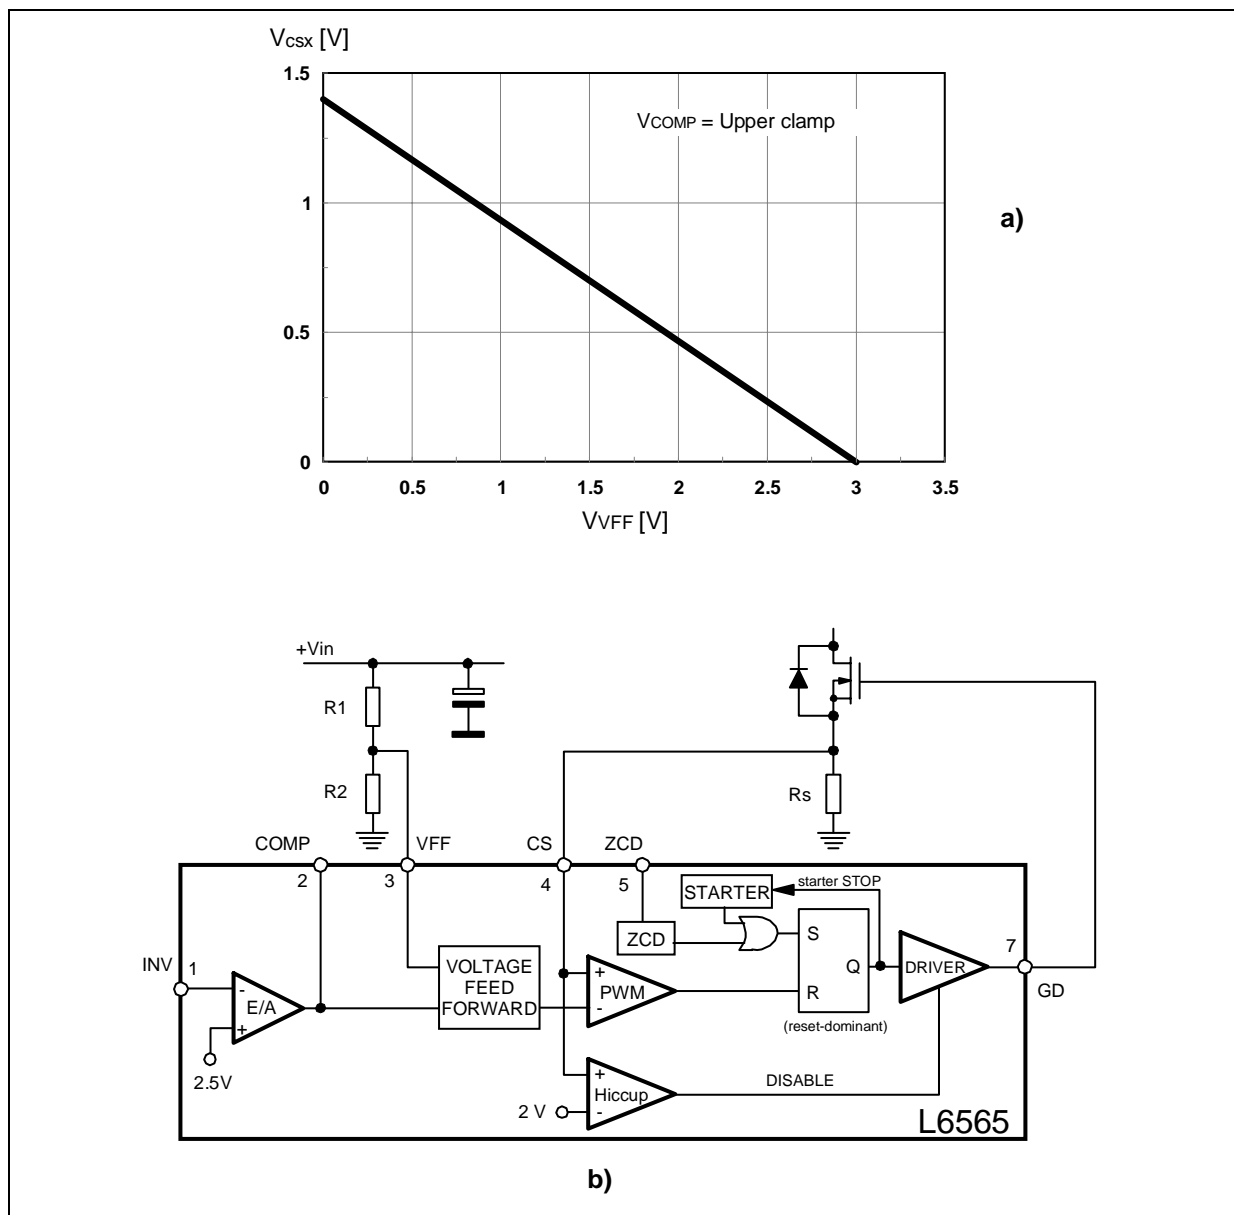 Vcsx [V]
1.5
1
0.5
0
VCOMP = Upper clamp
a)
0 0.5 1 1.5 2 2.5 3 3.5
VVFF [V]
+Vin
R1
R2
Rs
COMP VFF CS ZCD
2 3 4 5
starter STOP
STARTER
ZCD
S
7
INV 1
VOLTAGE
FEED
FORWARD
+
PWM
-
Q
DRIVER
R
GD
-
E/A
+
(reset-dominant)
2.5V
+
Hiccup
-
DISABLE
2 V
L6565
b)